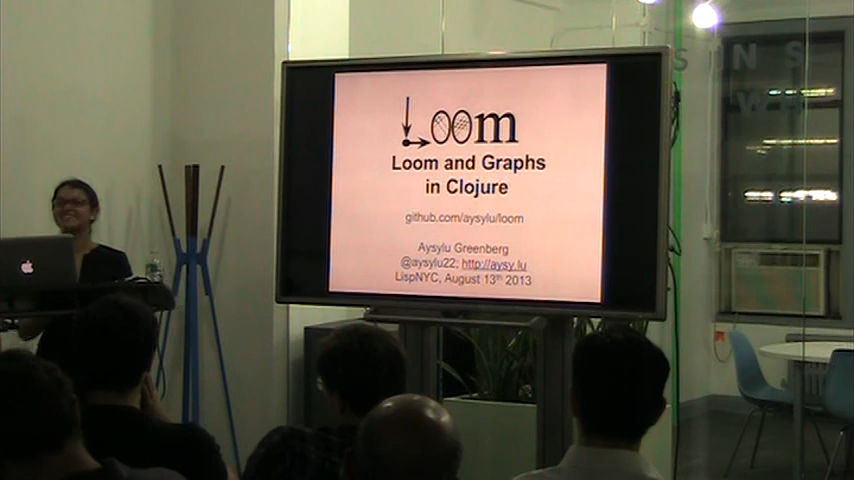 Loom
Loom and Graphs
in Clojure
github.com/aysylu/loom
Aysylu Greenberg
@aysylu22; http://aysy.lu
LispNYC, August 13th 2013
S I N S
W H